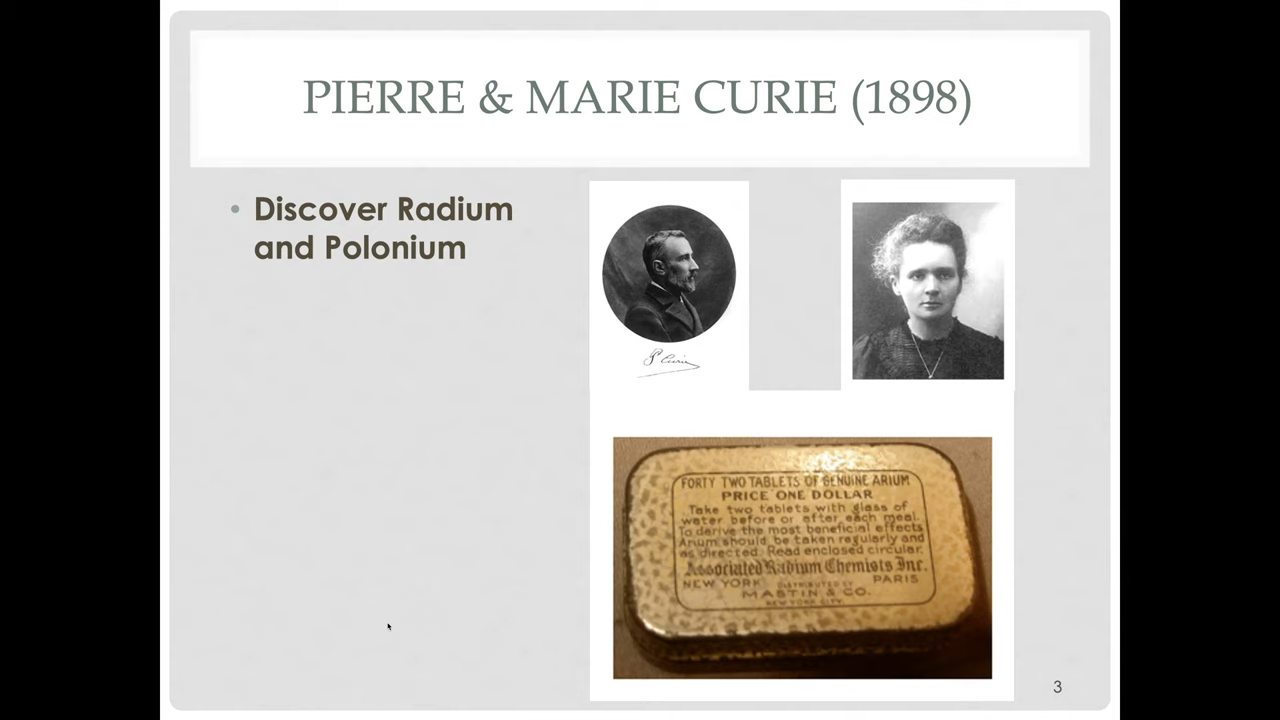 PIERRE & MARIE CURIE (1898)
• Discover Radium
and Polonium
P Curie
FORTY TWO TABLETS OF GENUINE ARIUM
PRICE ONE DOLLAR
Take two tablets with glass of
water before or after each meal.
To derive the most beneficial effects
Arium should be taken regularly and
as directed. Read enclosed circular.
Associated Radium Chemists Inc.
NEW YORK DISTRIBUTED BY PARIS
MASTIN & CO.
NEW YORK CITY
3